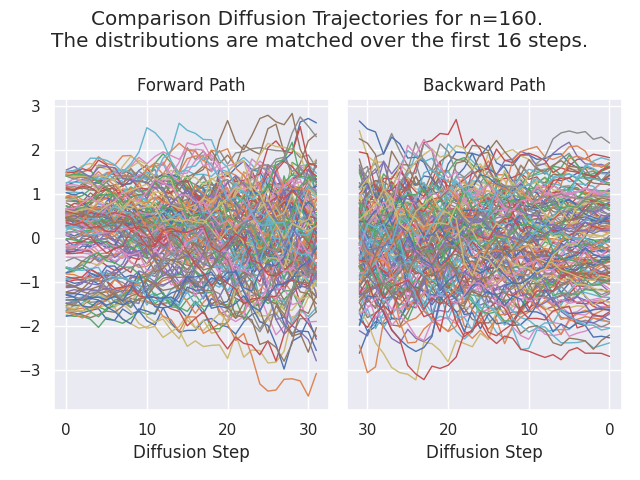 Comparison Diffusion Trajectories for n=160.
The distributions are matched over the first 16 steps.
Forward Path
Backward Path
3
2
1
0
−1
−2
−3
0 10 20 30
30 20 10 0
Diffusion Step
Diffusion Step